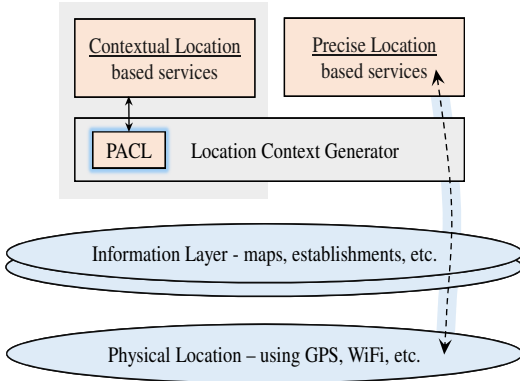 Contextual Location
based services
Precise Location
based services
PACL
Location Context Generator
Information Layer - maps, establishments, etc.
Physical Location – using GPS, WiFi, etc.